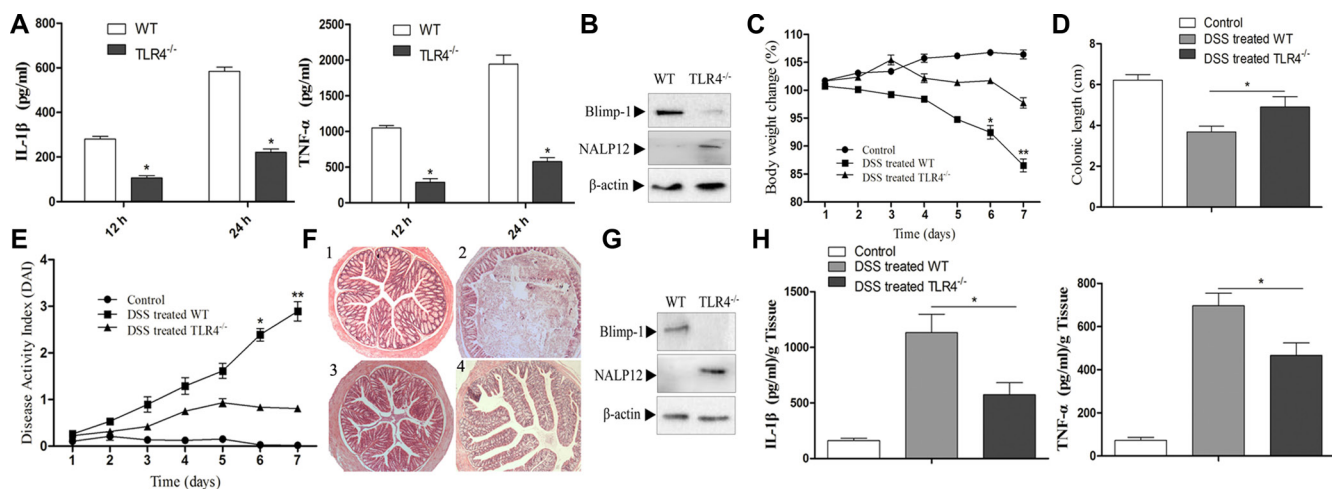 A
IL-1β
(pg/ml)
800
600
400
200
0
WT
TLR4-/-
*
*
12 h
24 h
TNF-α
(pg/ml)
2500
2000
1500
1000
500
0
WT
TLR4-/-
*
*
12 h
24 h
B
WT TLR4-/-
Blimp-1
NALP12
β-actin
C
Body weight change (%)
110
105
100
95
90
85
80
Control
DSS treated WT
DSS treated TLR4-/-
*
**
1 2 3 4 5 6 7
Time (days)
D
Control
DSS treated WT
DSS treated TLR4-/-
Colonic length (cm)
8
6
4
2
0
*
E
Disease Activity Index (DAI)
4
3
2
1
0
Control
DSS treated WT
DSS treated TLR4-/-
*
**
1 2 3 4 5 6 7
Time (days)
F
1
2
3
4
G
WT TLR4-/-
Blimp-1
NALP12
β-actin
H
Control
DSS treated WT
DSS treated TLR4-/-
IL-1β (pg/ml)/g Tissue
1500
1000
500
0
*
TNF-α (pg/ml)/g Tissue
800
600
400
200
0
*